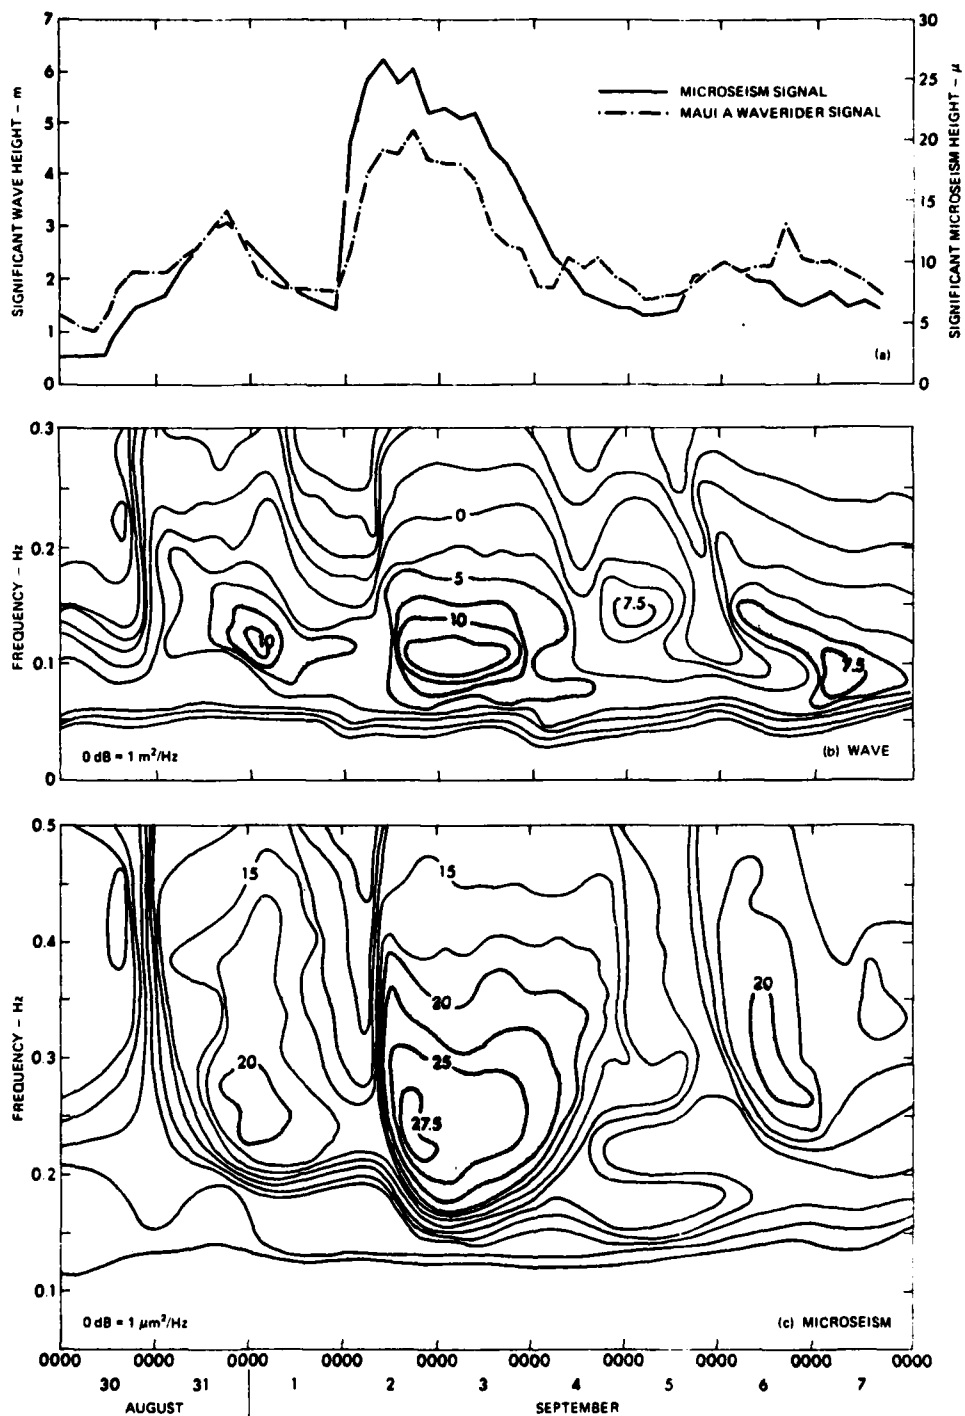 7
6
5
4
3
2
1
0
SIGNIFICANT WAVE HEIGHT - m
30
25
20
15
10
5
0
SIGNIFICANT MICROSEISM HEIGHT - μ
MICROSEISM SIGNAL
MAUI A WAVERIDER SIGNAL
(a)
0.3
0.2
0.1
0
FREQUENCY - Hz
0
5
10
10
7.5
7.5
0 dB = 1 m²/Hz
(b) WAVE
0.5
0.4
0.3
0.2
0.1
FREQUENCY - Hz
15
15
20
20
20
25
27.5
0 dB = 1 μm²/Hz
(c) MICROSEISM
0000 0000 0000 0000 0000 0000 0000 0000 0000 0000
30 31 1 2 3 4 5 6 7
AUGUST SEPTEMBER